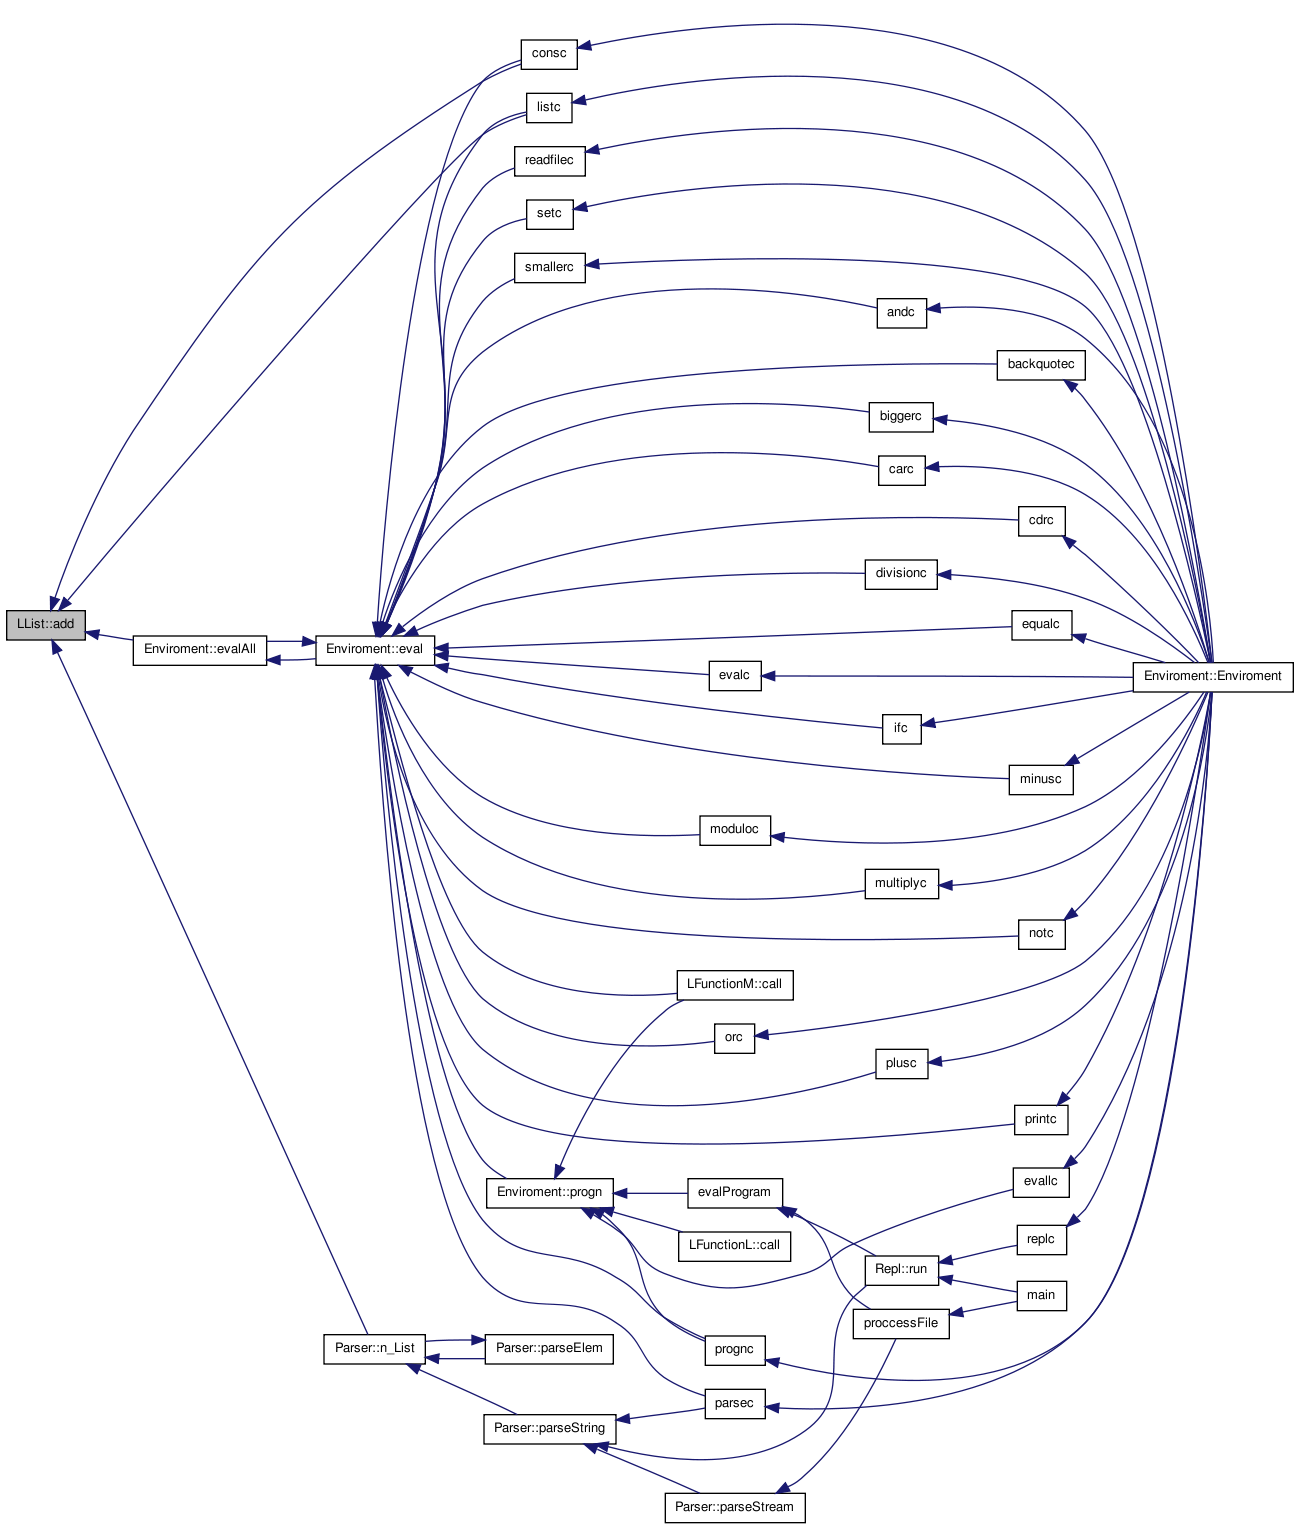 consc
listc
readfilec
setc
smallerc
andc
backquotec
biggerc
carc
cdrc
divisionc
LList::add
equalc
Enviroment::evalAll
Enviroment::eval
evalc
Enviroment::Enviroment
ifc
minusc
moduloc
multiplyc
notc
LFunctionM::call
orc
plusc
printc
evallc
Enviroment::progn
evalProgram
replc
LFunctionL::call
Repl::run
main
proccessFile
Parser::n_List
Parser::parseElem
prognc
parsec
Parser::parseString
Parser::parseStream